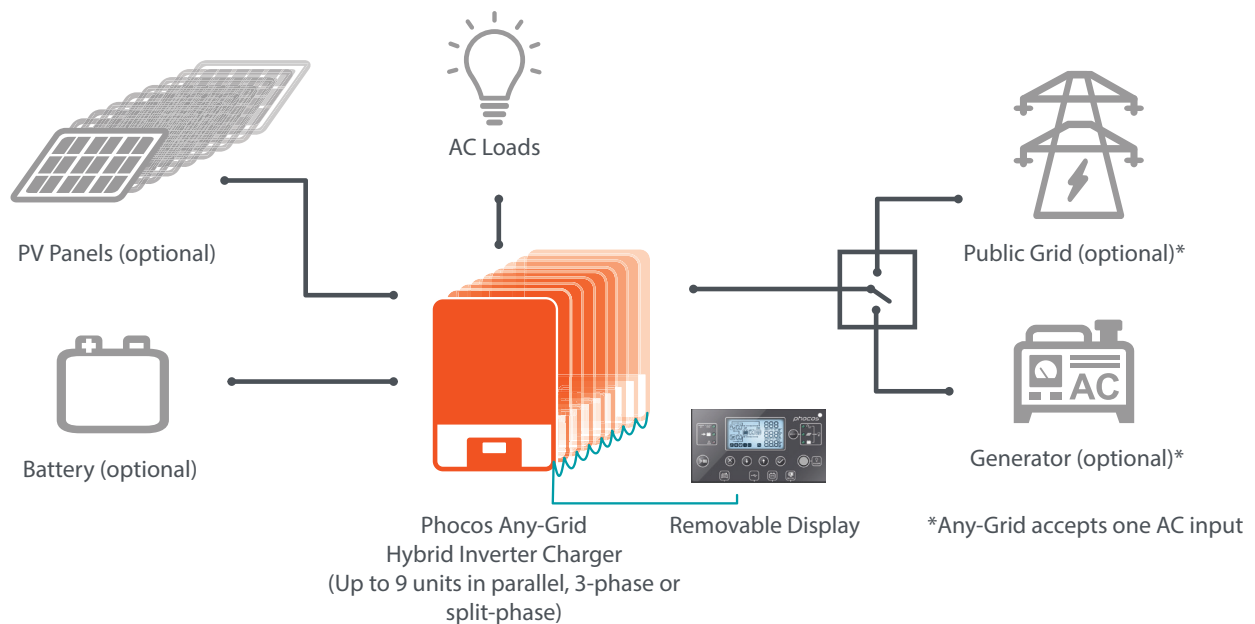 AC Loads
PV Panels (optional)
Public Grid (optional)*
AC
Battery (optional)
phocos
Generator (optional)*
Phocos Any-Grid
Hybrid Inverter Charger
(Up to 9 units in parallel, 3-phase or
split-phase)
Removable Display
*Any-Grid accepts one AC input